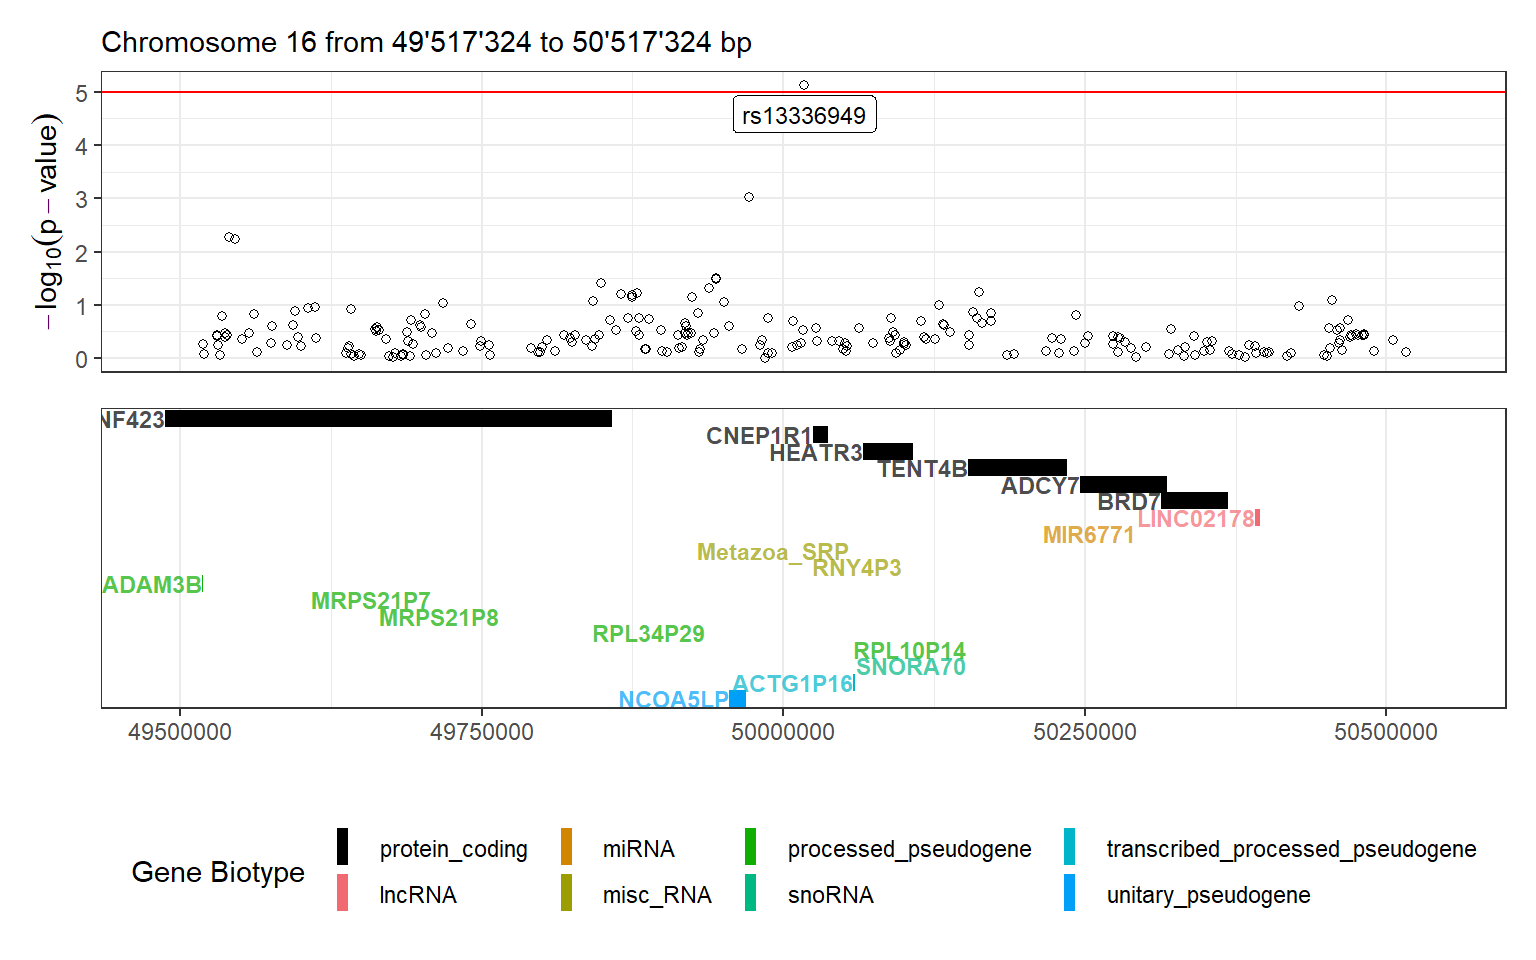 Chromosome 16 from 49'517'324 to 50'517'324 bp
− log10(p − value)
5
4
3
2
1
0
rs13336949
NF423
CNEP1R1
HEATR3
TENT4B
ADCY7
BRD7
LINC02178
MIR6771
Metazoa_SRP
RNY4P3
ADAM3B
MRPS21P7
MRPS21P8
RPL34P29
RPL10P14
SNORA70
ACTG1P16
NCOA5LP
49500000 49750000 50000000 50250000 50500000
Gene Biotype
protein_coding miRNA processed_pseudogene transcribed_processed_pseudogene
lncRNA misc_RNA snoRNA unitary_pseudogene